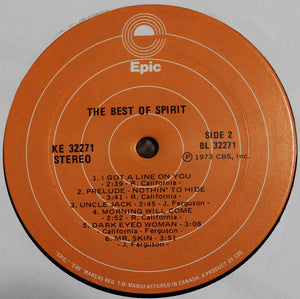 Epic
THE BEST OF SPIRIT
KE 32271
STEREO
SIDE 2
BL 32271
Ⓟ 1973 CBS, Inc.
1. I GOT A LINE ON YOU
2:39 - R. California -
2. PRELUDE - NOTHIN' TO HIDE
3:41 - R. California -
3. UNCLE JACK - 2:45 - J. Ferguson -
4. MORNING WILL COME
2:52 - R. California -
5. DARK EYED WOMAN - 3:08
- R. California - Ferguson -
6. MR. SKIN - 3:51
- J. Ferguson -
"EPIC", "CBS" MARCAS REG. T.M. MANUFACTURED IN CANADA. A PRODUCT OF CBS